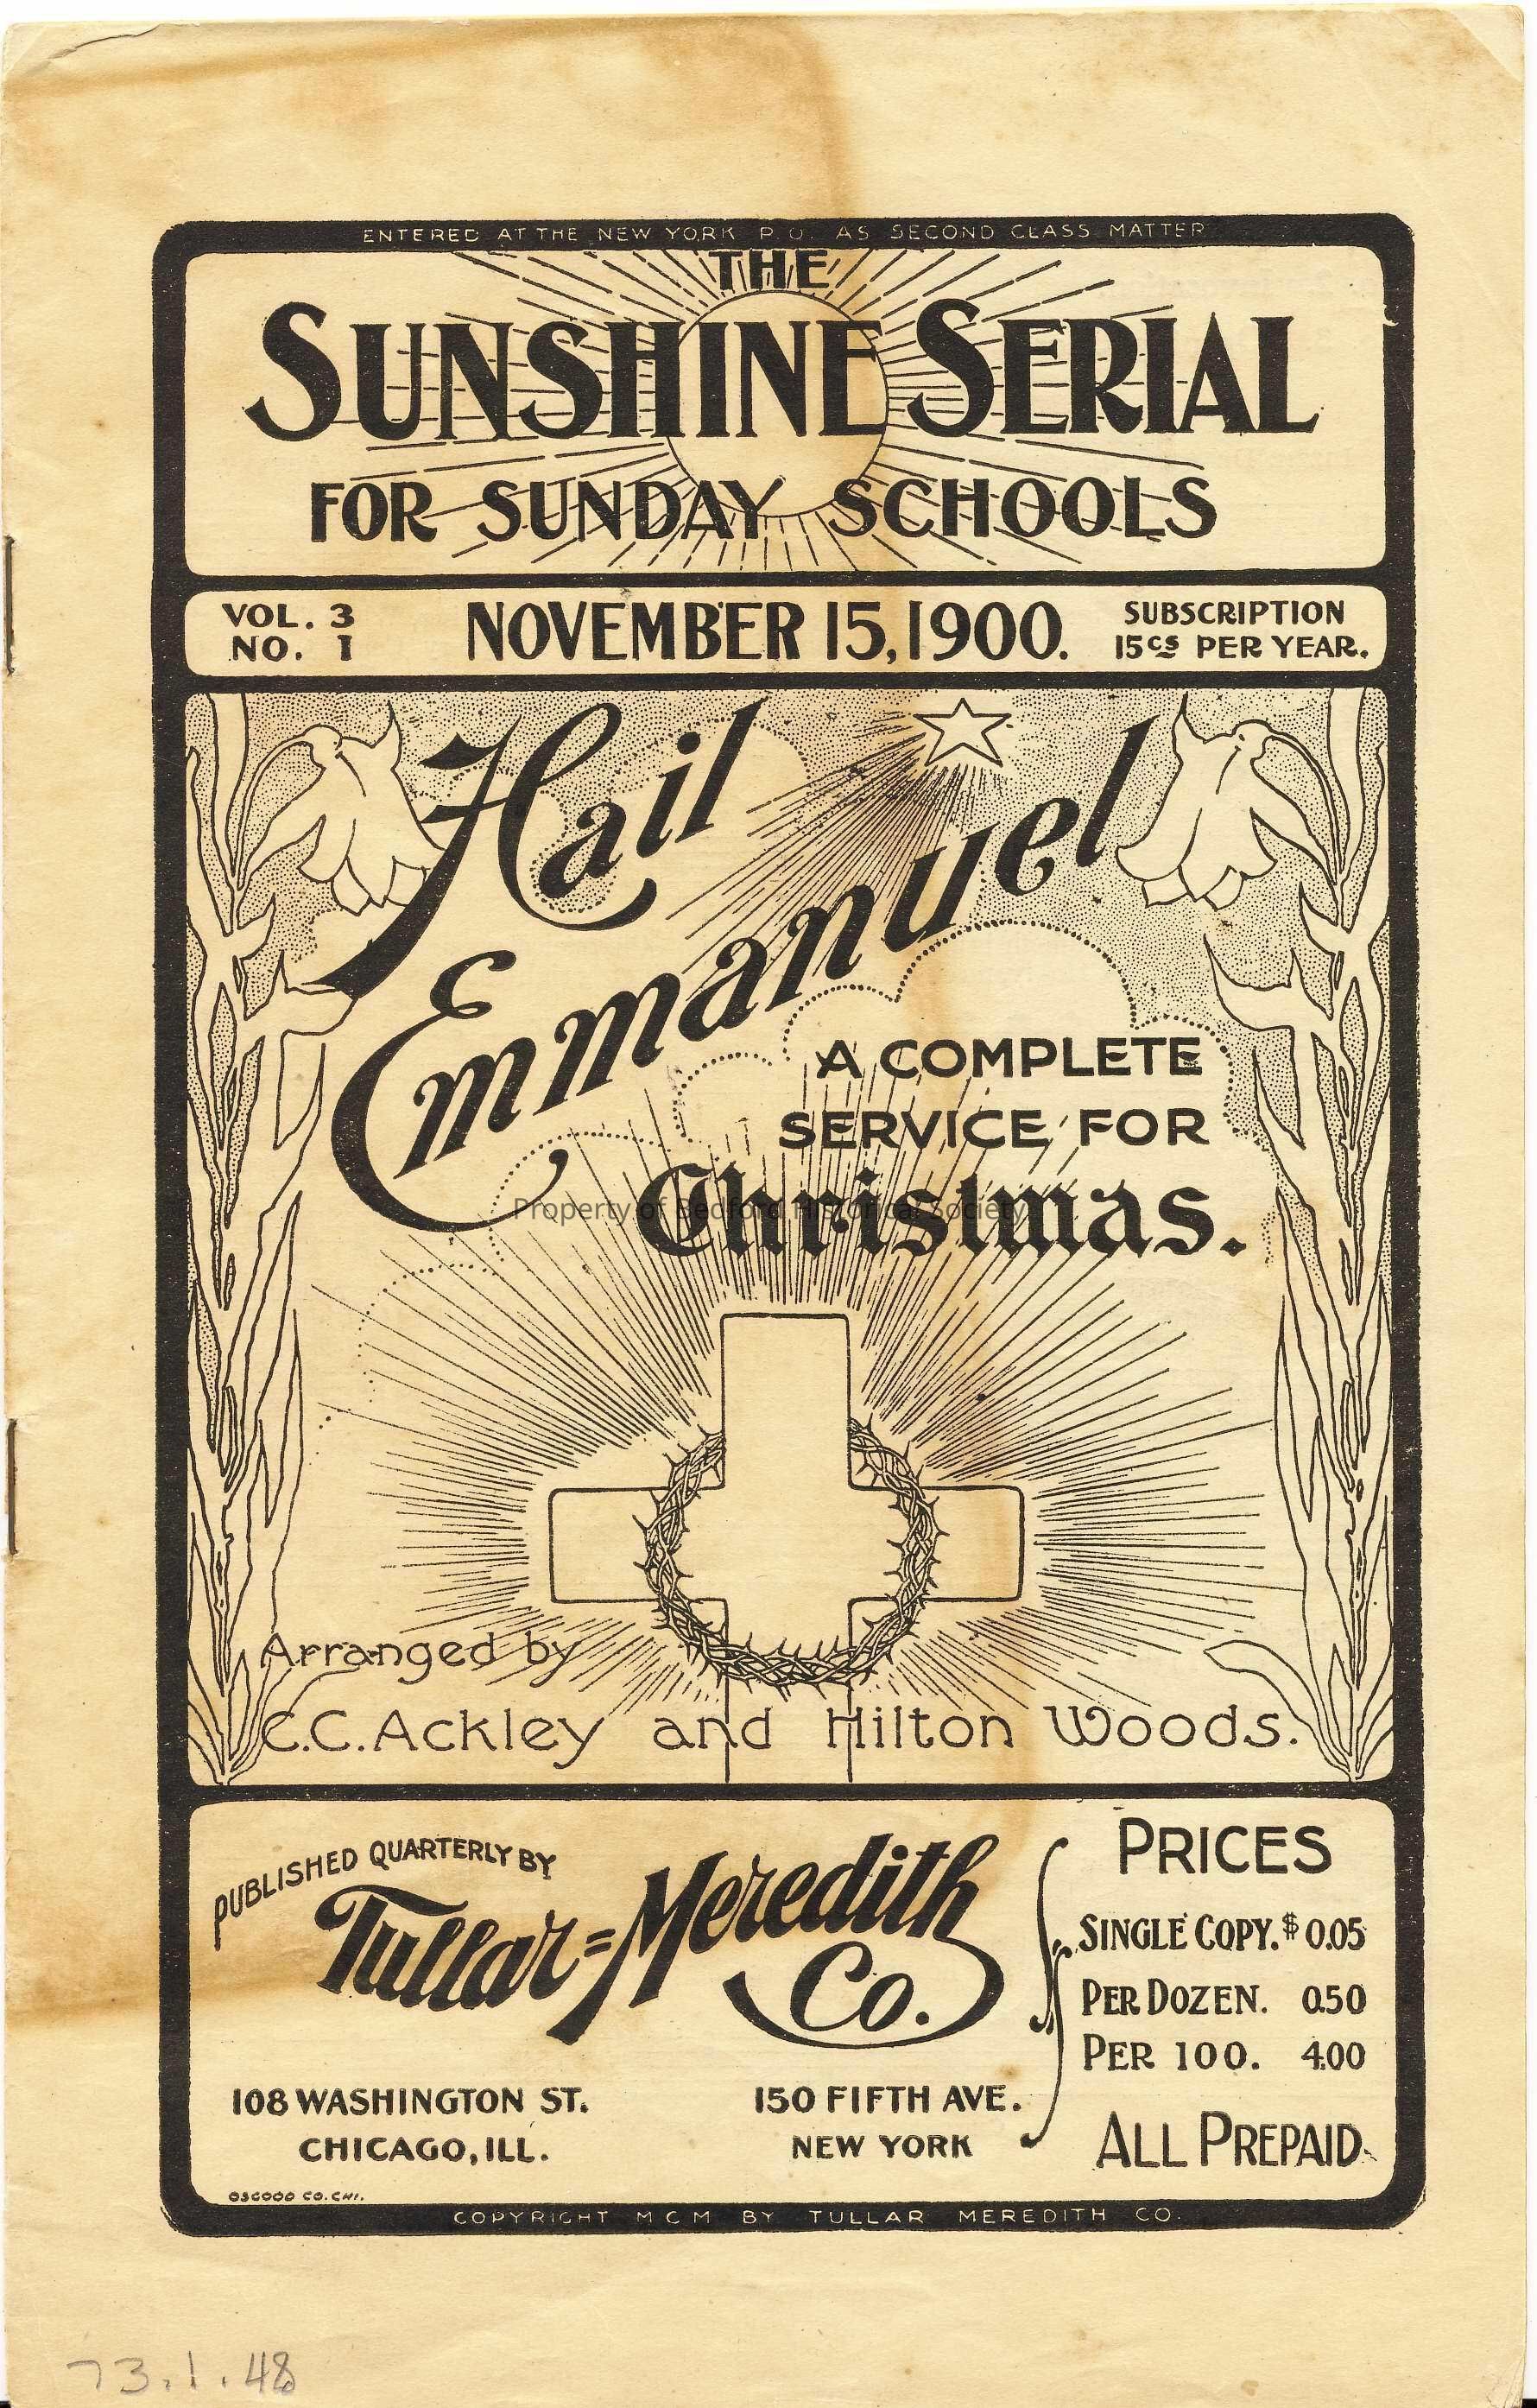 ENTERED AT THE NEW YORK P.O. AS SECOND CLASS MATTER
THE
SUNSHINE SERIAL
FOR SUNDAY SCHOOLS
VOL. 3
NO. 1
NOVEMBER 15, 1900.
SUBSCRIPTION
15CS PER YEAR.
Hail
Emmanuel
A COMPLETE
SERVICE FOR
Christmas.
Property of Bedford Historical Society
Arranged by
C.C. Ackley and Hilton Woods.
PUBLISHED QUARTERLY BY
Tullar=Meredith
Co.
108 WASHINGTON ST.
CHICAGO, ILL.
150 FIFTH AVE.
NEW YORK
PRICES
SINGLE COPY. $0.05
PER DOZEN. 0.50
PER 100. 4.00
ALL PREPAID.
OSGOOD CO. CHI.
COPYRIGHT MCM BY TULLAR MEREDITH CO.
73.1.48